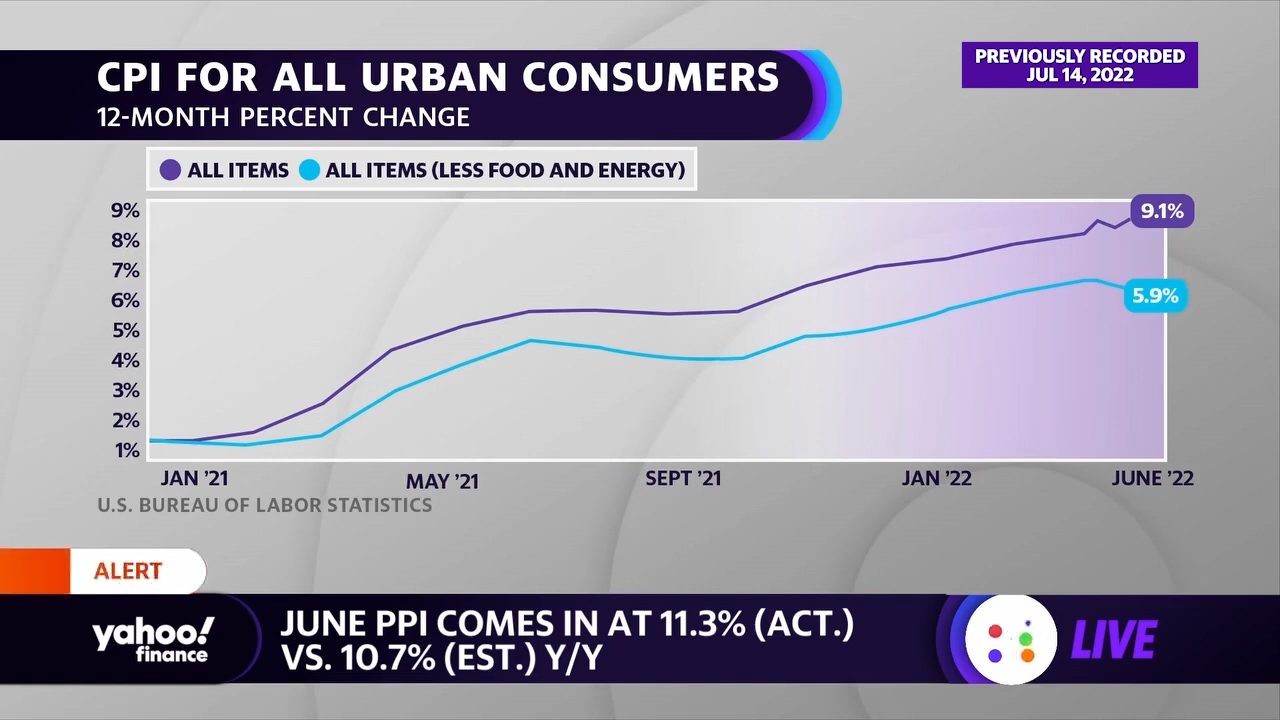 CPI FOR ALL URBAN CONSUMERS
12-MONTH PERCENT CHANGE
PREVIOUSLY RECORDED
JUL 14, 2022
ALL ITEMS ALL ITEMS (LESS FOOD AND ENERGY)
9%
8%
7%
6%
5%
4%
3%
2%
1%
9.1%
5.9%
JAN '21 MAY '21 SEPT '21 JAN '22 JUNE '22
U.S. BUREAU OF LABOR STATISTICS
ALERT
yahoo!
finance
JUNE PPI COMES IN AT 11.3% (ACT.)
VS. 10.7% (EST.) Y/Y
LIVE